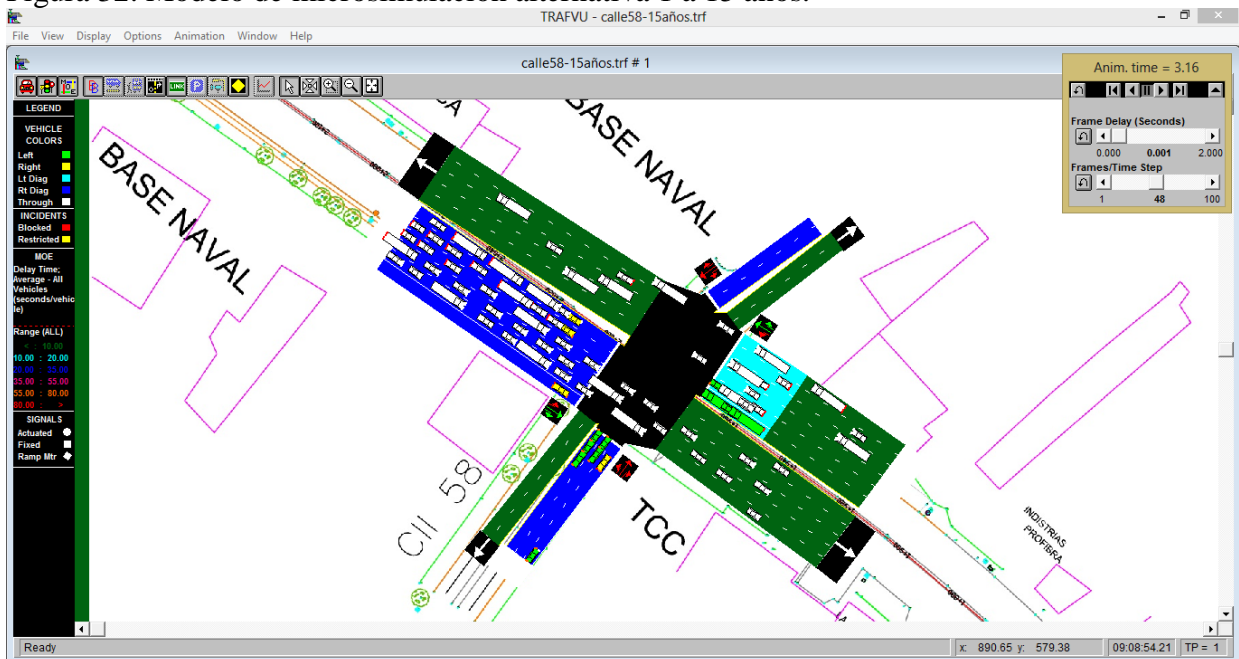 Figura 32. Modelo de microsimulación alternativa 1 a 15 años.
TRAFVU - calle58-15años.trf
File View Display Options Animation Window Help
calle58-15años.trf # 1
Anim. time = 3.16
Frame Delay (Seconds)
0.000 0.001 2.000
Frames/Time Step
1 48 100
LEGEND
VEHICLE
COLORS
Left
Right
Lt Diag
Rt Diag
Through
INCIDENTS
Blocked
Restricted
MOE
Delay Time;
Average - All
Vehicles
(seconds/vehic
le)
Range (ALL)
< : 10.00
10.00 : 20.00
20.00 : 35.00
35.00 : 55.00
55.00 : 80.00
80.00 : >
SIGNALS
Actuated
Fixed
Ramp Mtr
BASE NAVAL
CA
BASE NAVAL
Cll 58
TCC
INDISTRIAS
PROFIBRA
Ready
x: 890.65 y: 579.38
09:08:54.21
TP = 1